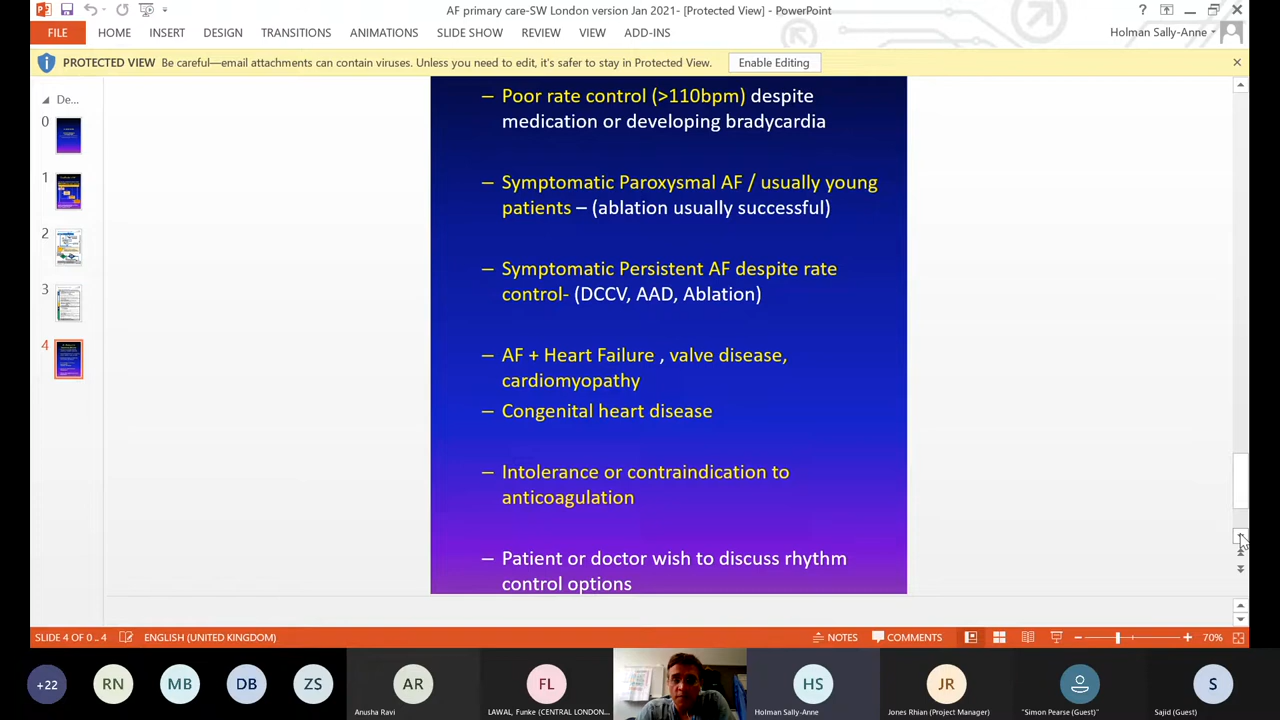 AF primary care-SW London version Jan 2021- [Protected View] - PowerPoint
FILE HOME INSERT DESIGN TRANSITIONS ANIMATIONS SLIDE SHOW REVIEW VIEW ADD-INS Holman Sally-Anne
PROTECTED VIEW Be careful—email attachments can contain viruses. Unless you need to edit, it's safer to stay in Protected View. Enable Editing
De...
0
1
2
3
4
– Poor rate control (>110bpm) despite
medication or developing bradycardia
– Symptomatic Paroxysmal AF / usually young
patients – (ablation usually successful)
– Symptomatic Persistent AF despite rate
control- (DCCV, AAD, Ablation)
– AF + Heart Failure , valve disease,
cardiomyopathy
– Congenital heart disease
– Intolerance or contraindication to
anticoagulation
– Patient or doctor wish to discuss rhythm
control options
SLIDE 4 OF 0 .. 4 ENGLISH (UNITED KINGDOM) NOTES COMMENTS 70%
+22 RN MB DB ZS AR FL HS JR S
Anusha Ravi LAWAL, Funke (CENTRAL LONDON... Holman Sally-Anne Jones Rhian (Project Manager) "Simon Pearse (Guest)" Sajid (Guest)